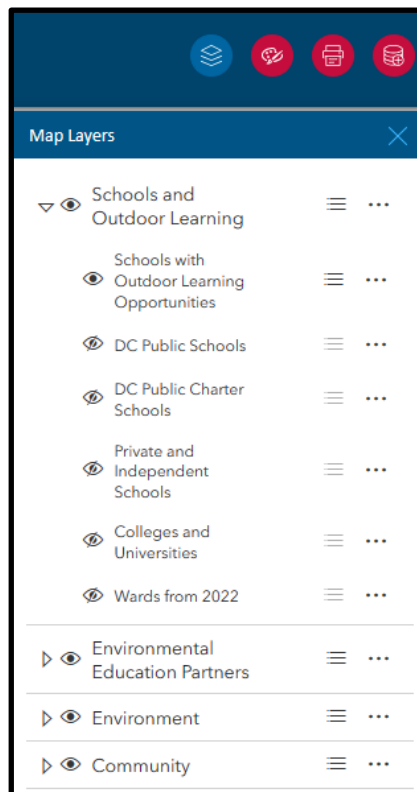 Map Layers
Schools and
Outdoor Learning
Schools with
Outdoor Learning
Opportunities
DC Public Schools
DC Public Charter
Schools
Private and
Independent
Schools
Colleges and
Universities
Wards from 2022
Environmental
Education Partners
Environment
Community